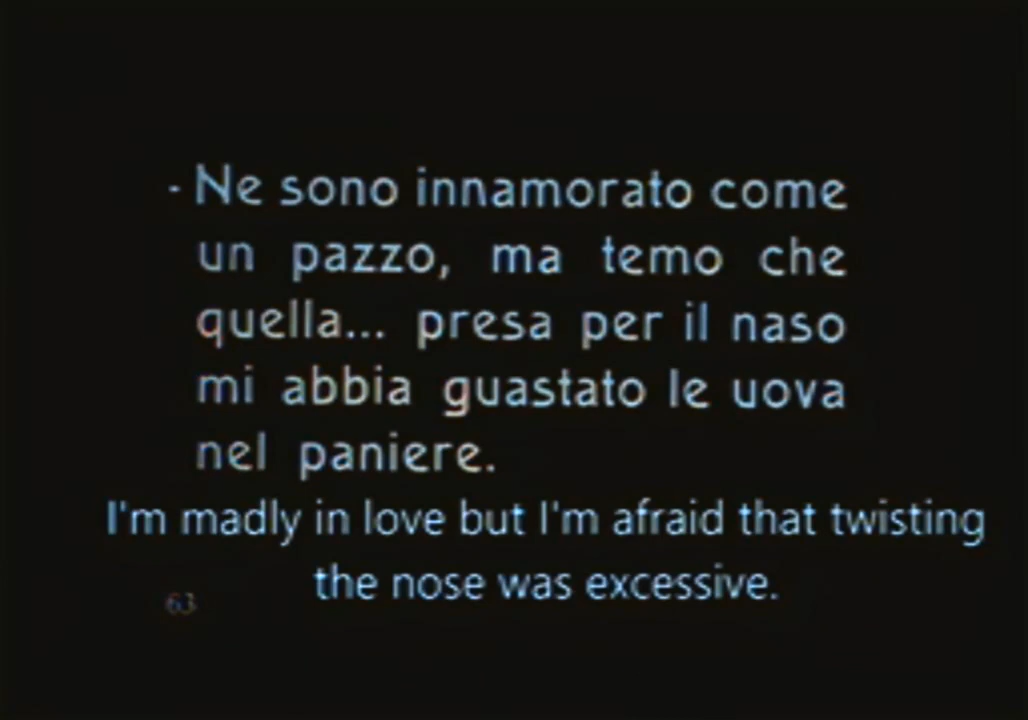 - Ne sono innamorato come
un pazzo, ma temo che
quella... presa per il naso
mi abbia guastato le uova
nel paniere.
I'm madly in love but I'm afraid that twisting
the nose was excessive.
63